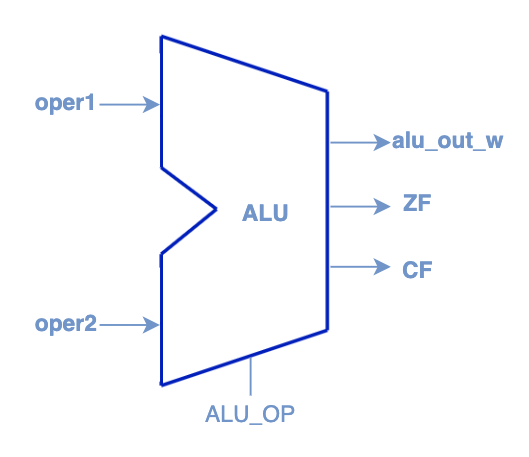 oper1
alu_out_w
ZF
ALU
CF
oper2
ALU_OP